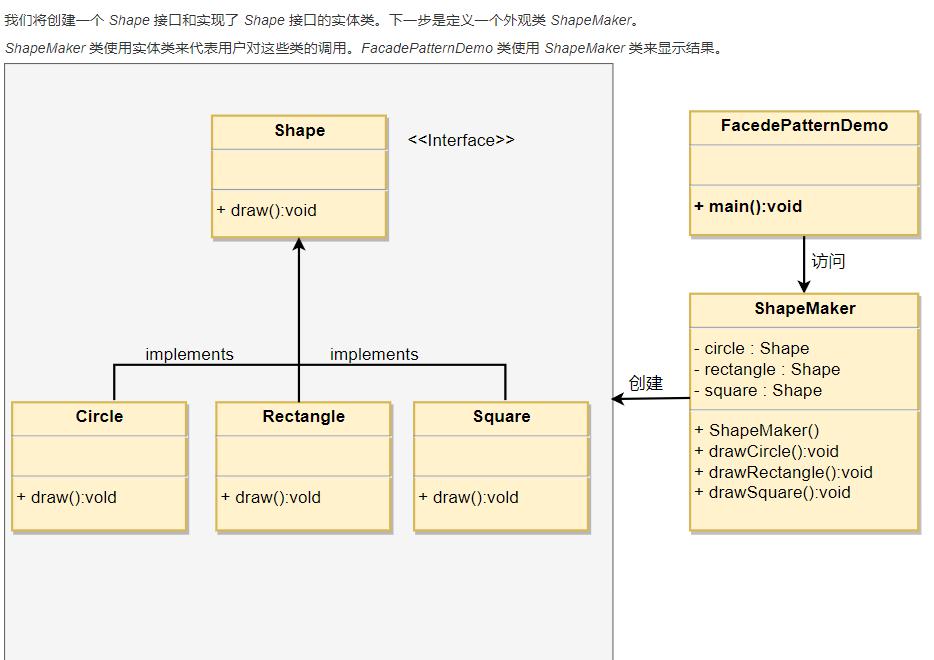 我们将创建一个 Shape 接口和实现了 Shape 接口的实体类。下一步是定义一个外观类 ShapeMaker。
ShapeMaker 类使用实体类来代表用户对这些类的调用。FacadePatternDemo 类使用 ShapeMaker 类来显示结果。
Shape
<<Interface>>
+ draw():void
FacedePatternDemo
+ main():void
访问
implements
implements
Circle
+ draw():vold
Rectangle
+ draw():vold
Square
+ draw():vold
创建
ShapeMaker
- circle : Shape
- rectangle : Shape
- square : Shape
+ ShapeMaker()
+ drawCircle():void
+ drawRectangle():void
+ drawSquare():void